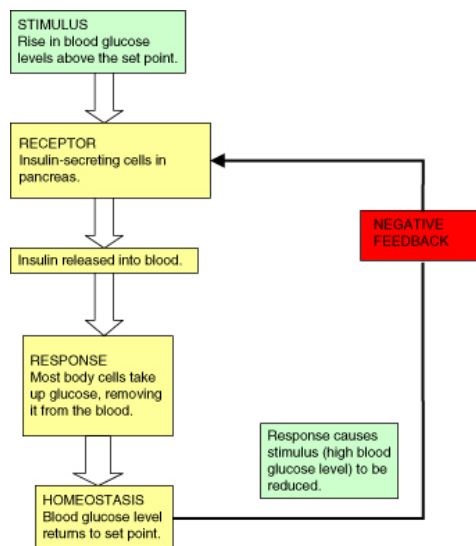 STIMULUS
Rise in blood glucose
levels above the set point.
RECEPTOR
Insulin-secreting cells in
pancreas.
NEGATIVE
FEEDBACK
Insulin released into blood.
RESPONSE
Most body cells take
up glucose, removing
it from the blood.
Response causes
stimulus (high blood
glucose level) to be
reduced.
HOMEOSTASIS
Blood glucose level
returns to set point.